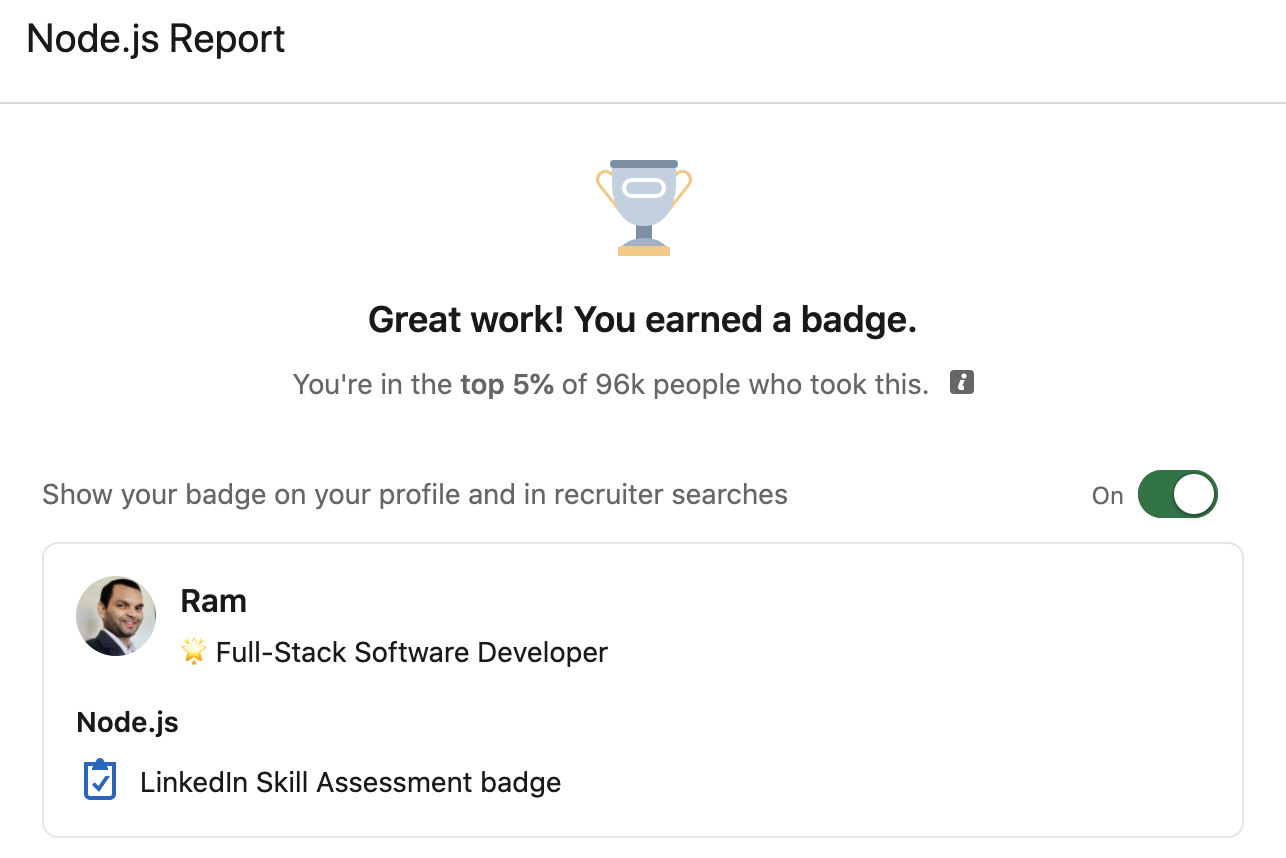 Node.js Report
Great work! You earned a badge.
You're in the top 5% of 96k people who took this. i
Show your badge on your profile and in recruiter searches
On
Ram
🌟 Full-Stack Software Developer
Node.js
LinkedIn Skill Assessment badge